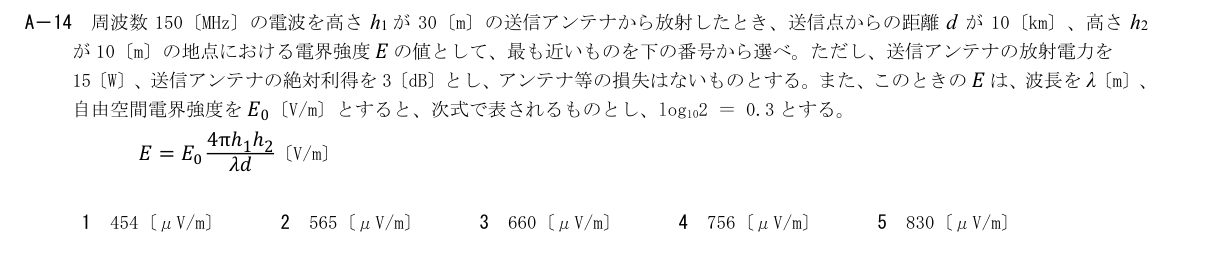 A－14 周波数 150〔MHz〕の電波を高さ h₁ が 30〔m〕の送信アンテナから放射したとき、送信点からの距離 d が 10〔km〕、高さ h₂
が 10〔m〕の地点における電界強度 E の値として、最も近いものを下の番号から選べ。ただし、送信アンテナの放射電力を
15〔W〕、送信アンテナの絶対利得を 3〔dB〕とし、アンテナ等の損失はないものとする。また、このときの E は、波長を λ〔m〕、
自由空間電界強度を E₀〔V/m〕とすると、次式で表されるものとし、log₁₀2 ＝ 0.3 とする。
E = E₀ 4πh₁h₂/λd 〔V/m〕
1 454〔μV/m〕 2 565〔μV/m〕 3 660〔μV/m〕 4 756〔μV/m〕 5 830〔μV/m〕